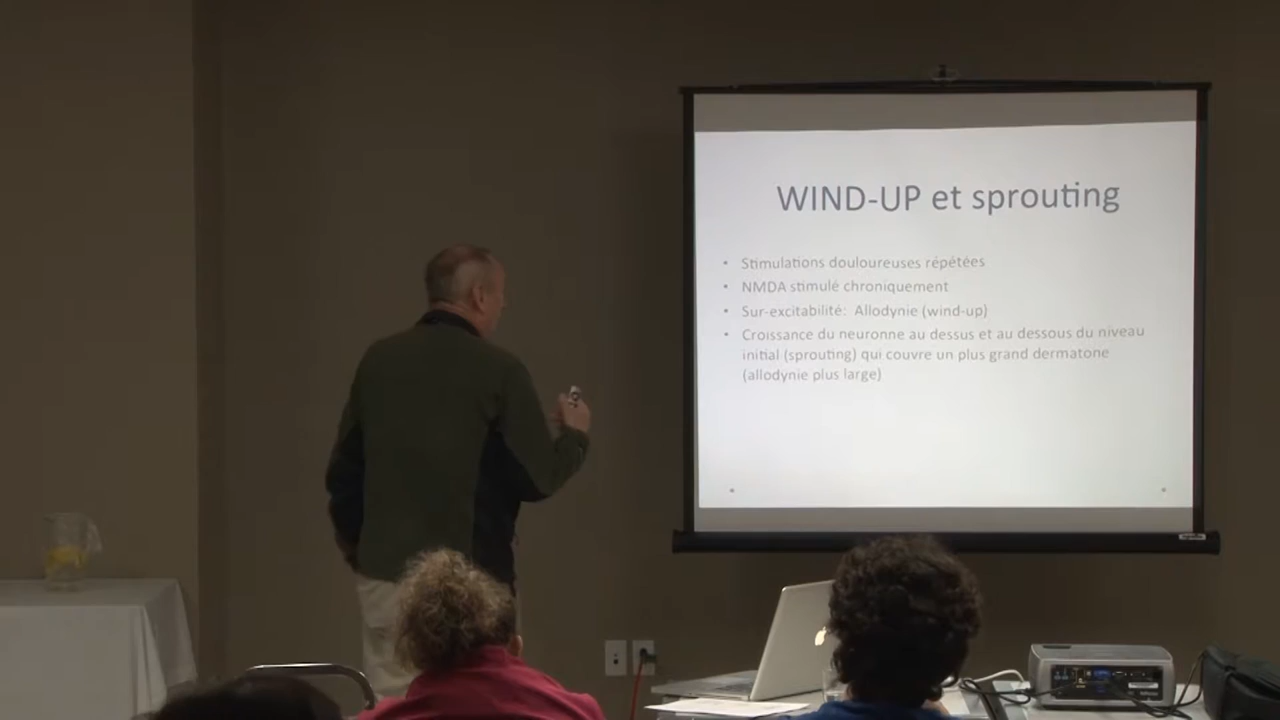 WIND-UP et sprouting
• Stimulations douloureuses répétées
• NMDA stimulé chroniquement
• Sur-excitabilité: Allodynie (wind-up)
• Croissance du neuronne au dessus et au dessous du niveau
initial (sprouting) qui couvre un plus grand dermatone
(allodynie plus large)